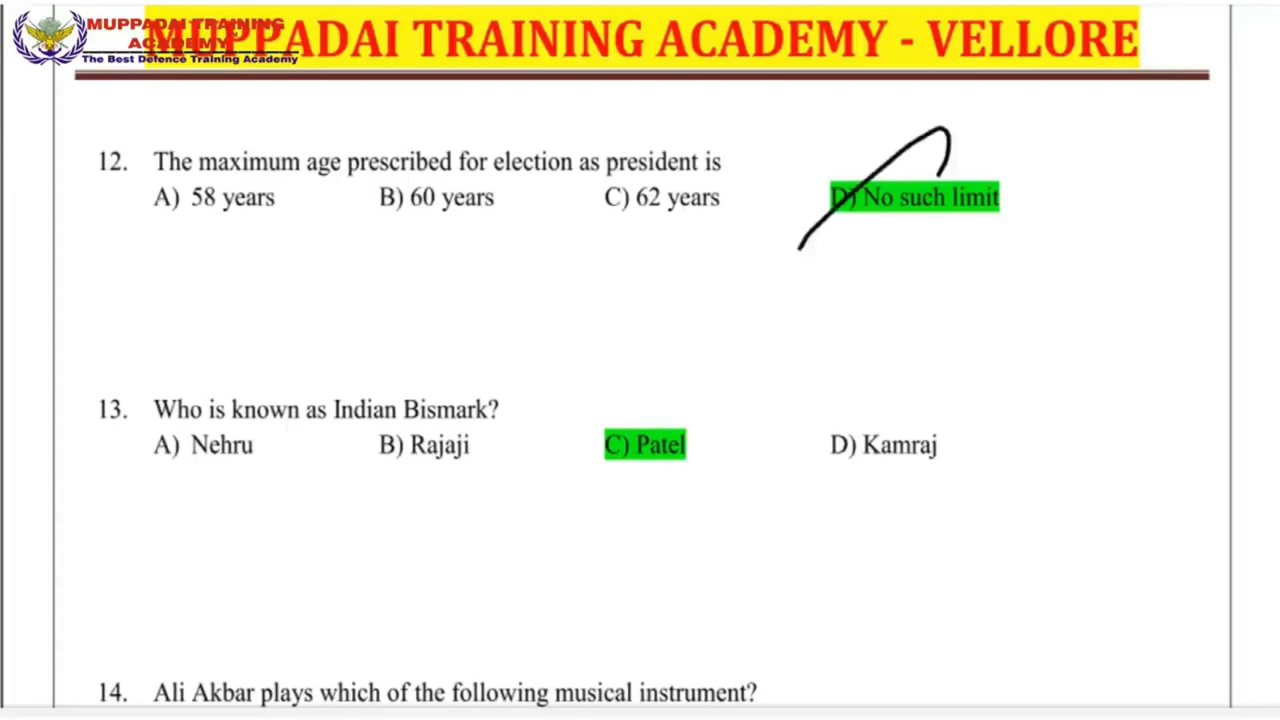 MUPPADAI TRAINING ACADEMY - VELLORE
MUPPADAI TRAINING
ACADEMY
The Best Defence Training Academy
12. The maximum age prescribed for election as president is
A) 58 years B) 60 years C) 62 years D) No such limit
13. Who is known as Indian Bismark?
A) Nehru B) Rajaji C) Patel D) Kamraj
14. Ali Akbar plays which of the following musical instrument?